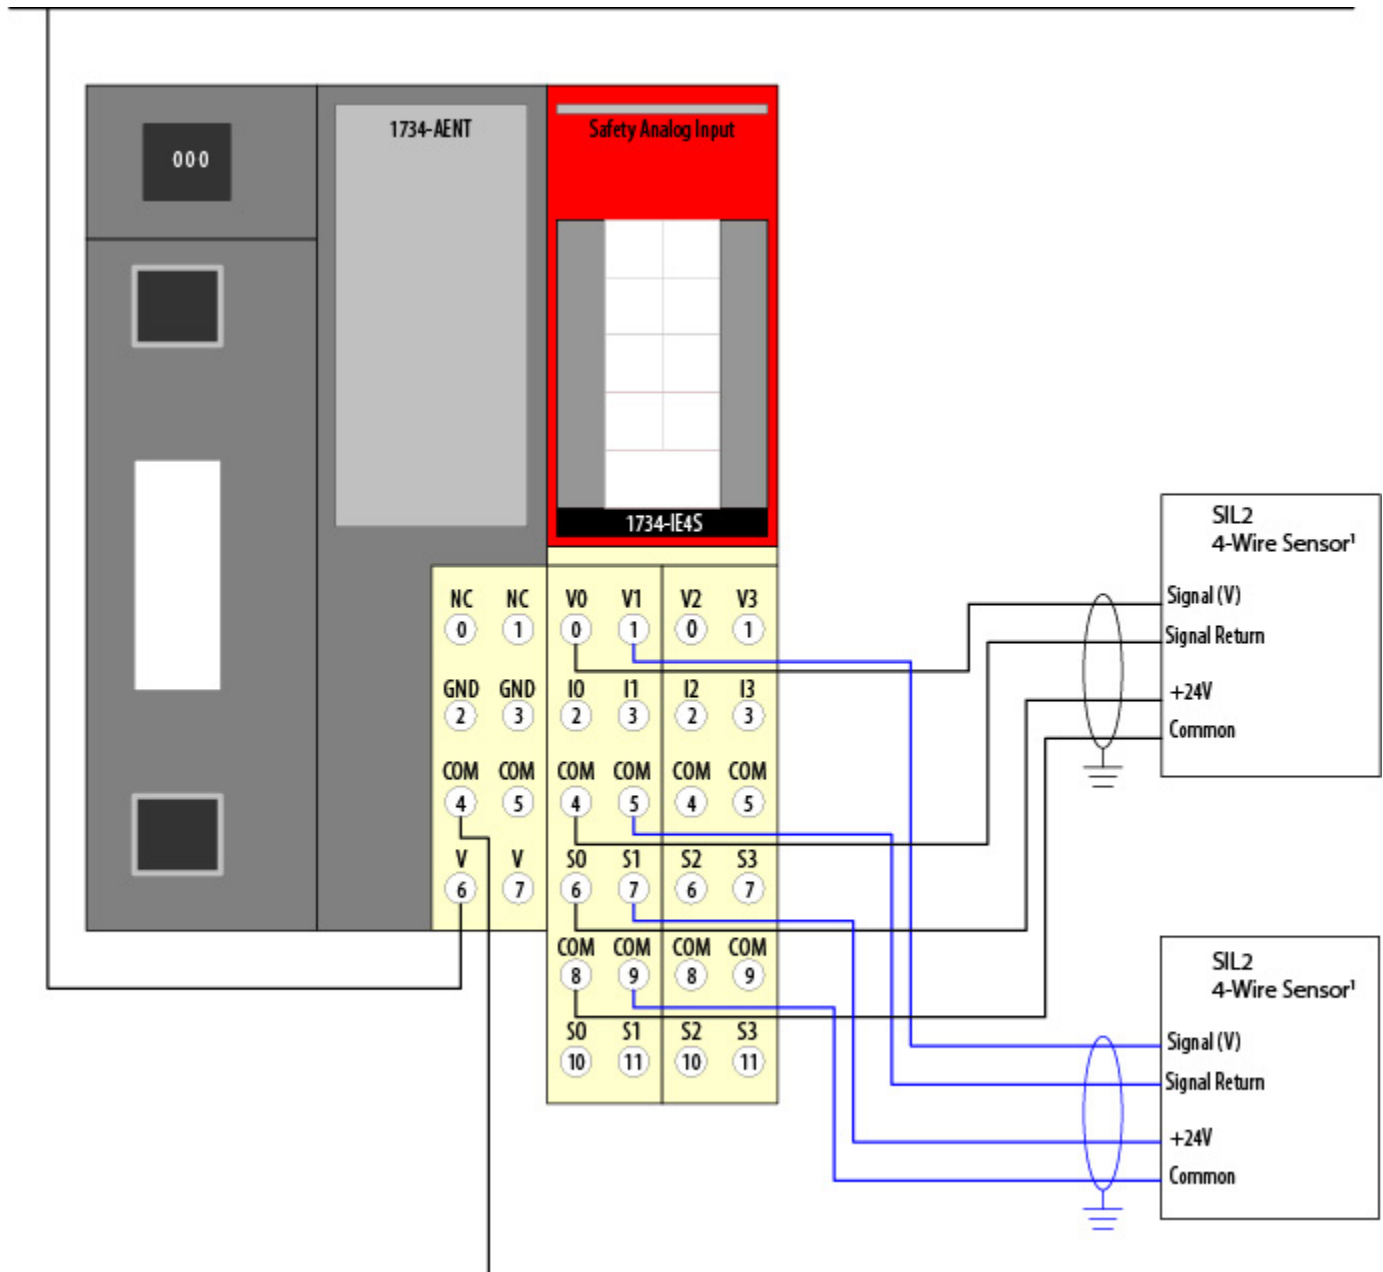 000
1734-AENT
Safety Analog Input
1734-IE4S
NC NC V0 V1 V2 V3
0 1 0 1 0 1
GND GND I0 I1 I2 I3
2 3 2 3 2 3
COM COM COM COM COM COM
4 5 4 5 4 5
V V S0 S1 S2 S3
6 7 6 7 6 7
COM COM COM COM
8 9 8 9
S0 S1 S2 S3
10 11 10 11
SIL2
4-Wire Sensor¹
Signal (V)
Signal Return
+24V
Common
SIL2
4-Wire Sensor¹
Signal (V)
Signal Return
+24V
Common